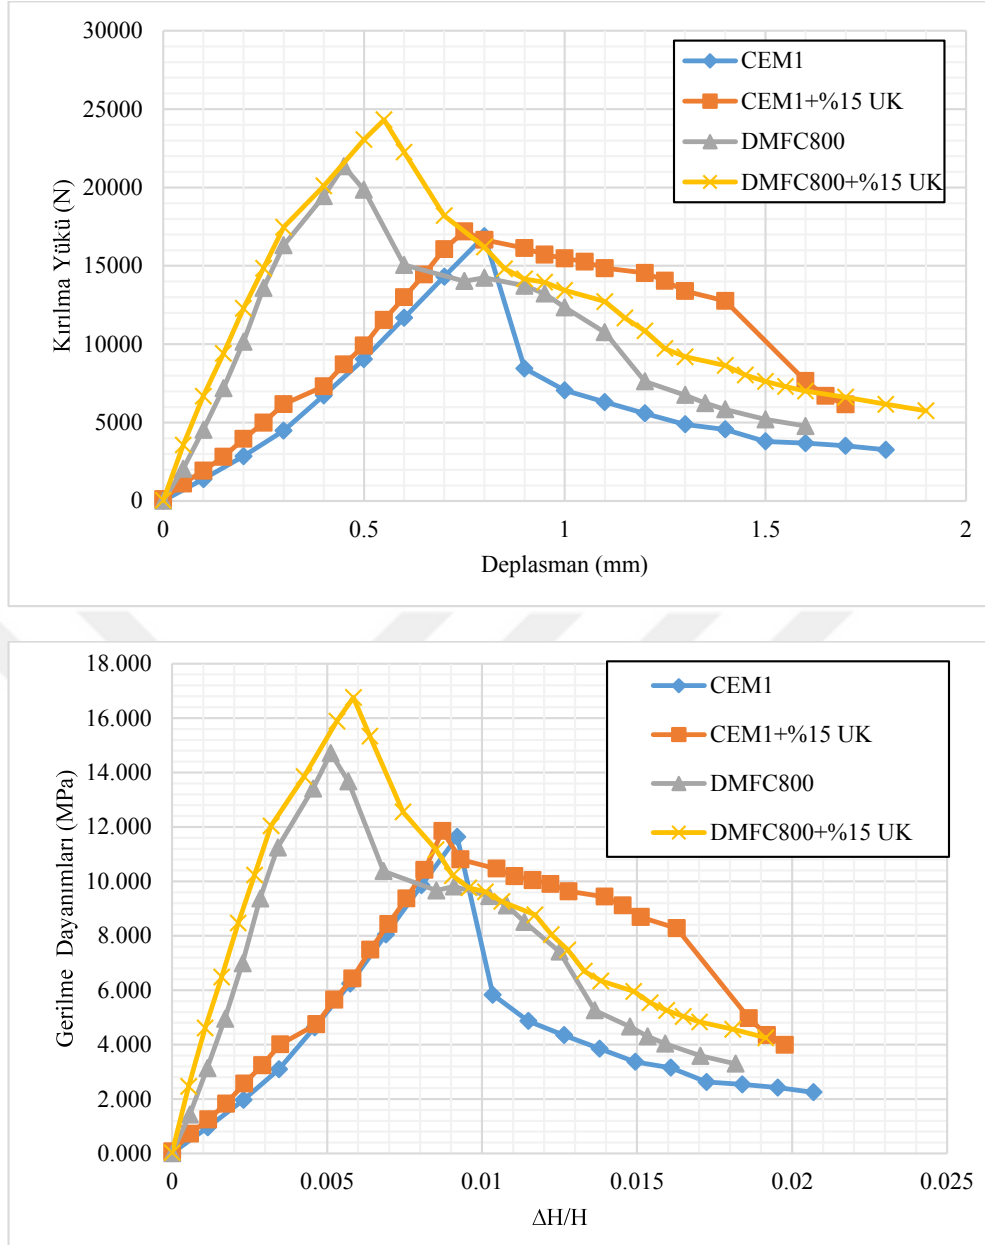 30000
25000
20000
15000
10000
5000
0
Kırılma Yükü (N)
0 0.5 1 1.5 2
Deplasman (mm)
CEM1
CEM1+%15 UK
DMFC800
DMFC800+%15 UK
18.000
16.000
14.000
12.000
10.000
8.000
6.000
4.000
2.000
0.000
Gerilme Dayanımları (MPa)
0 0.005 0.01 0.015 0.02 0.025
ΔH/H
CEM1
CEM1+%15 UK
DMFC800
DMFC800+%15 UK